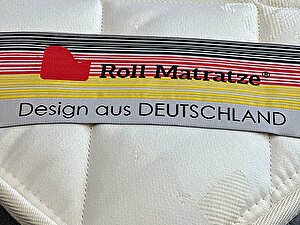 Roll Matratze®
Design aus DEUTSCHLAND